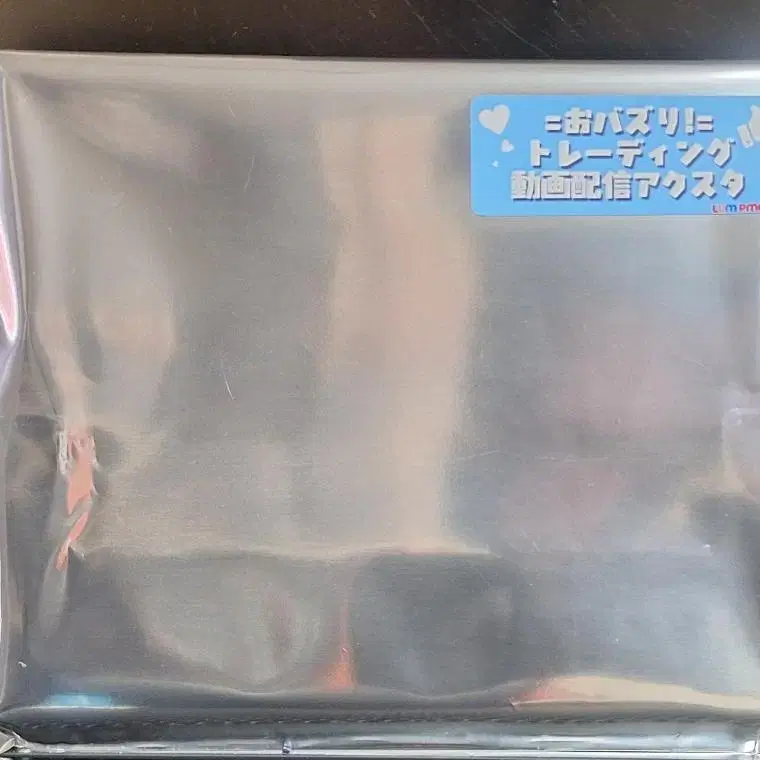 =おバズり!=
トレーディング
動画配信アクスタ